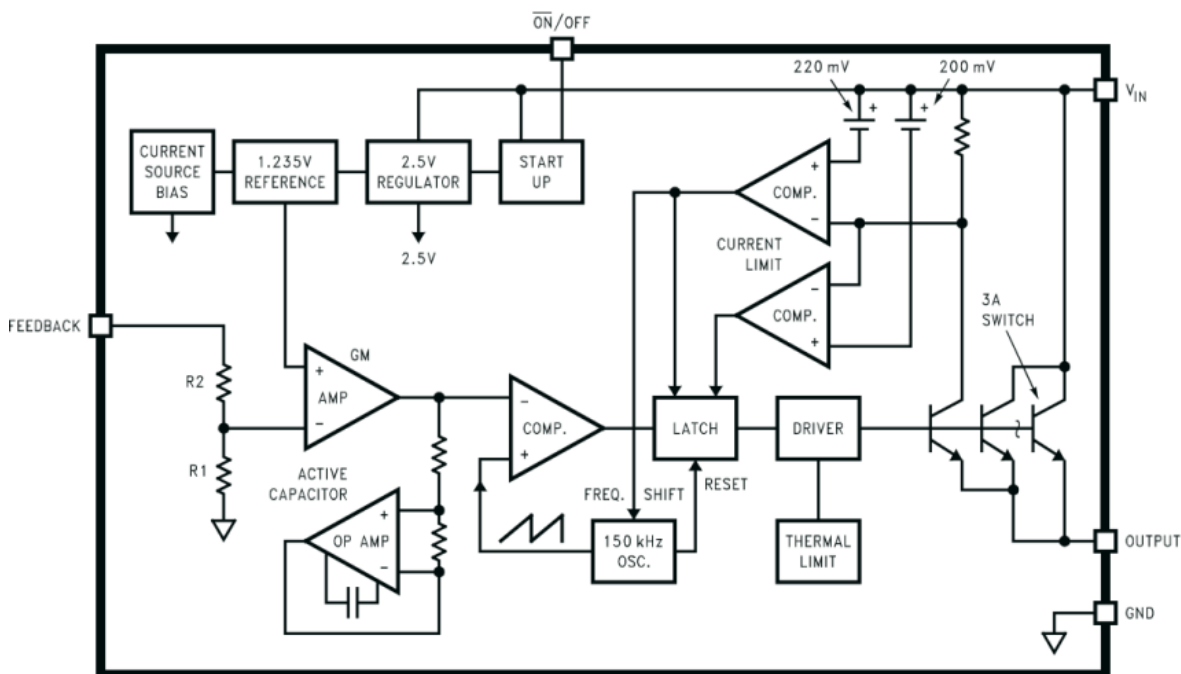 ON/OFF
220 mV
200 mV
+
+
VIN
CURRENT
SOURCE
BIAS
1.235V
REFERENCE
2.5V
REGULATOR
START
UP
+
COMP.
−
2.5V
CURRENT
LIMIT
−
COMP.
+
3A
SWITCH
FEEDBACK
R2
R1
GM
+
AMP
−
−
COMP.
+
LATCH
DRIVER
ACTIVE
CAPACITOR
+
OP AMP
−
FREQ. SHIFT
RESET
150 kHz
OSC.
THERMAL
LIMIT
OUTPUT
GND